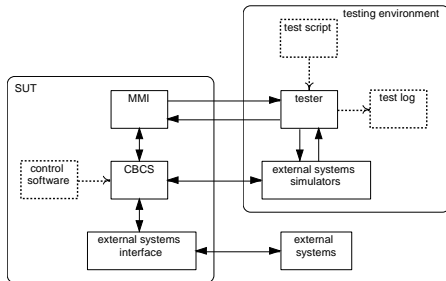 testing environment
test script
SUT
MMI
tester
test log
control
software
CBCS
external systems
simulators
external systems
interface
external
systems